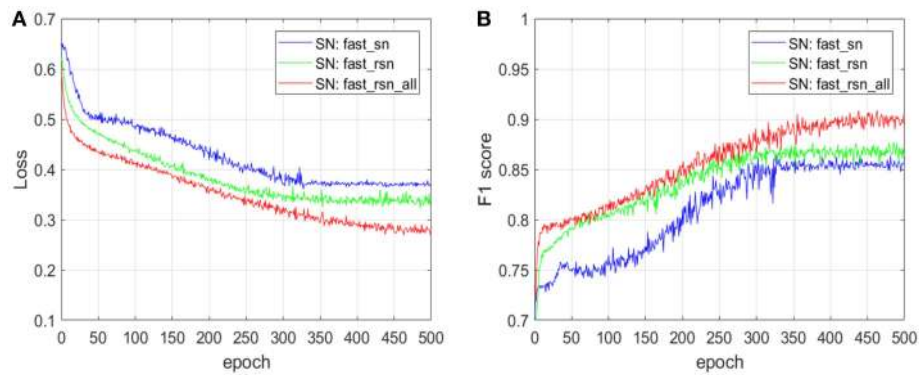 A
0.7
0.6
0.5
0.4
0.3
0.2
0.1
Loss
0 50 100 150 200 250 300 350 400 450 500
epoch
SN: fast_sn
SN: fast_rsn
SN: fast_rsn_all
B
1
0.95
0.9
0.85
0.8
0.75
0.7
F1 score
0 50 100 150 200 250 300 350 400 450 500
epoch
SN: fast_sn
SN: fast_rsn
SN: fast_rsn_all